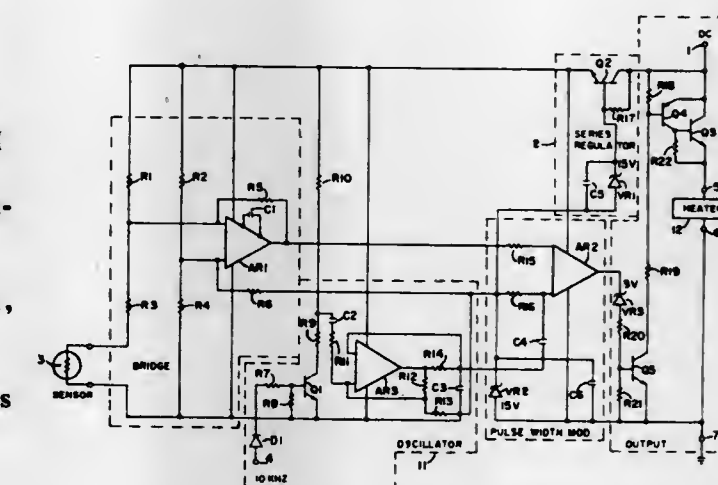 DC
1
Q2
R18
Q4
Q3
R17
R22
SERIES
REGULATOR
2
15V
C5
VR1
5
HEATER
12
6
R1
R2
R5
C1
R10
AR1
R15
AR2
R3
R4
R6
R16
R19
9V
VR3
R20
C4
R9
C2
R11
R14
AR3
R12
C3
R13
3
SENSOR
BRIDGE
R7
R8
Q1
VR2
15V
C6
Q5
R21
D1
4
10 KHZ
OSCILLATOR
11
PULSE WIDTH MOD
OUTPUT
7
,
s